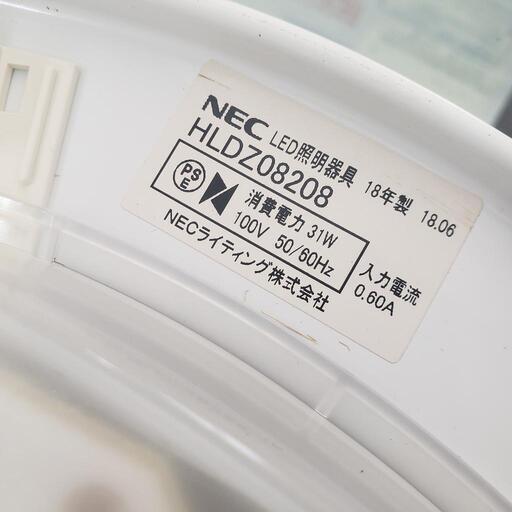 NEC LED照明器具 18年製 18.06
HLDZ08208
PS
E
消費電力 31W
100V 50/60Hz
入力電流
0.60A
NECライティング株式会社